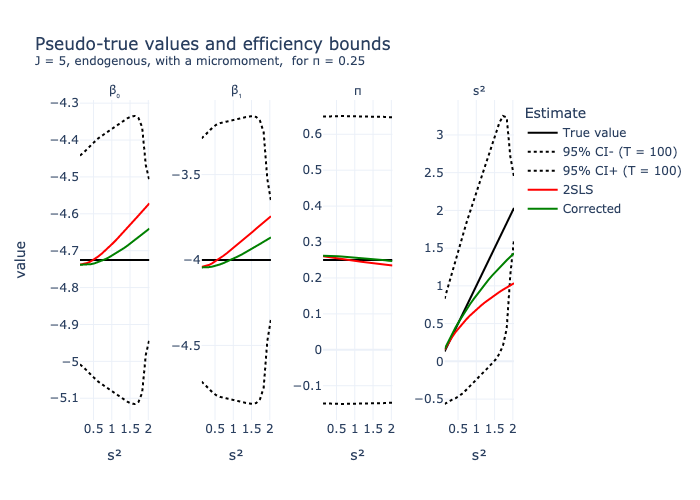 Pseudo-true values and efficiency bounds
J = 5, endogenous, with a micromoment,  for π = 0.25
β₀
β₁
π
s²
Estimate
True value
95% CI- (T = 100)
95% CI+ (T = 100)
2SLS
Corrected
value
−4.3
−4.4
−4.5
−4.6
−4.7
−4.8
−4.9
−5
−5.1
−3.5
−4
−4.5
0.6
0.5
0.4
0.3
0.2
0.1
0
−0.1
3
2.5
2
1.5
1
0.5
0
−0.5
0.5 1 1.5 2
0.5 1 1.5 2
0.5 1 1.5 2
0.5 1 1.5 2
s²
s²
s²
s²